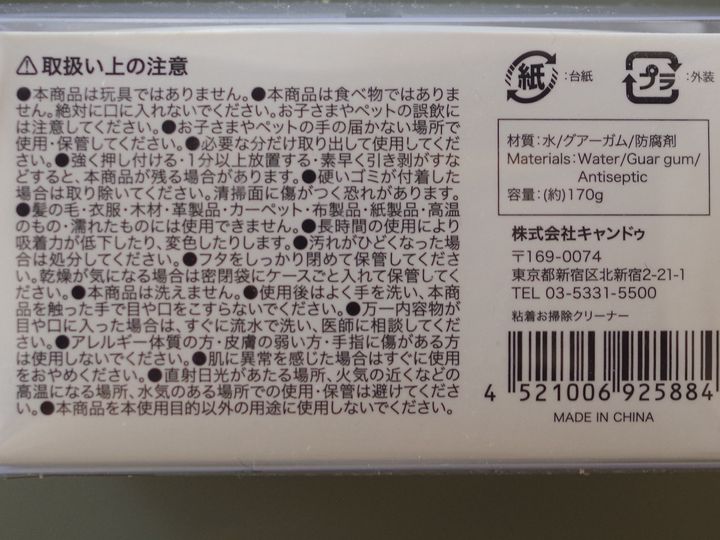 ⚠取扱い上の注意
●本商品は玩具ではありません。●本商品は食べ物ではありま
せん。絶対に口に入れないでください。お子さまやペットの誤飲に
は注意してください。●お子さまやペットの手の届かない場所で
使用・保管してください。●必要な分だけ取り出して使用してくださ
い。●強く押し付ける・1分以上放置する・素早く引き剥がすな
どすると、本商品が残る場合があります。●硬いゴミが付着した
場合は取り除いてください。清掃面に傷がつく恐れがあります。
●髪の毛・衣服・木材・革製品・カーペット・布製品・紙製品・高温
のもの・濡れたものには使用できません。●長時間の使用により
吸着力が低下したり、変色したりします。●汚れがひどくなった場
合は処分してください。●フタをしっかり閉めて保管してくださ
い。乾燥が気になる場合は密閉袋にケースごと入れて保管してく
ださい。●本商品は洗えません。●使用後はよく手を洗い、本商
品を触った手で目や口をこすらないでください。●万一内容物が
目や口に入った場合は、すぐに流水で洗い、医師に相談してくだ
さい。●アレルギー体質の方・皮膚の弱い方・手指に傷がある方
は使用しないでください。●肌に異常を感じた場合はすぐに使用
をおやめください。●直射日光があたる場所、火気の近くなどの
高温になる場所、水気のある場所での使用・保管は避けてくださ
い。●本商品を本使用目的以外の用途に使用しないでください。
紙:台紙
プラ:外装
材質:水/グアーガム/防腐剤
Materials:Water/Guar gum/
Antiseptic
容量:(約)170g
株式会社キャンドゥ
〒169-0074
東京都新宿区北新宿2-21-1
TEL 03-5331-5500
粘着お掃除クリーナー
4 521006 925884
MADE IN CHINA